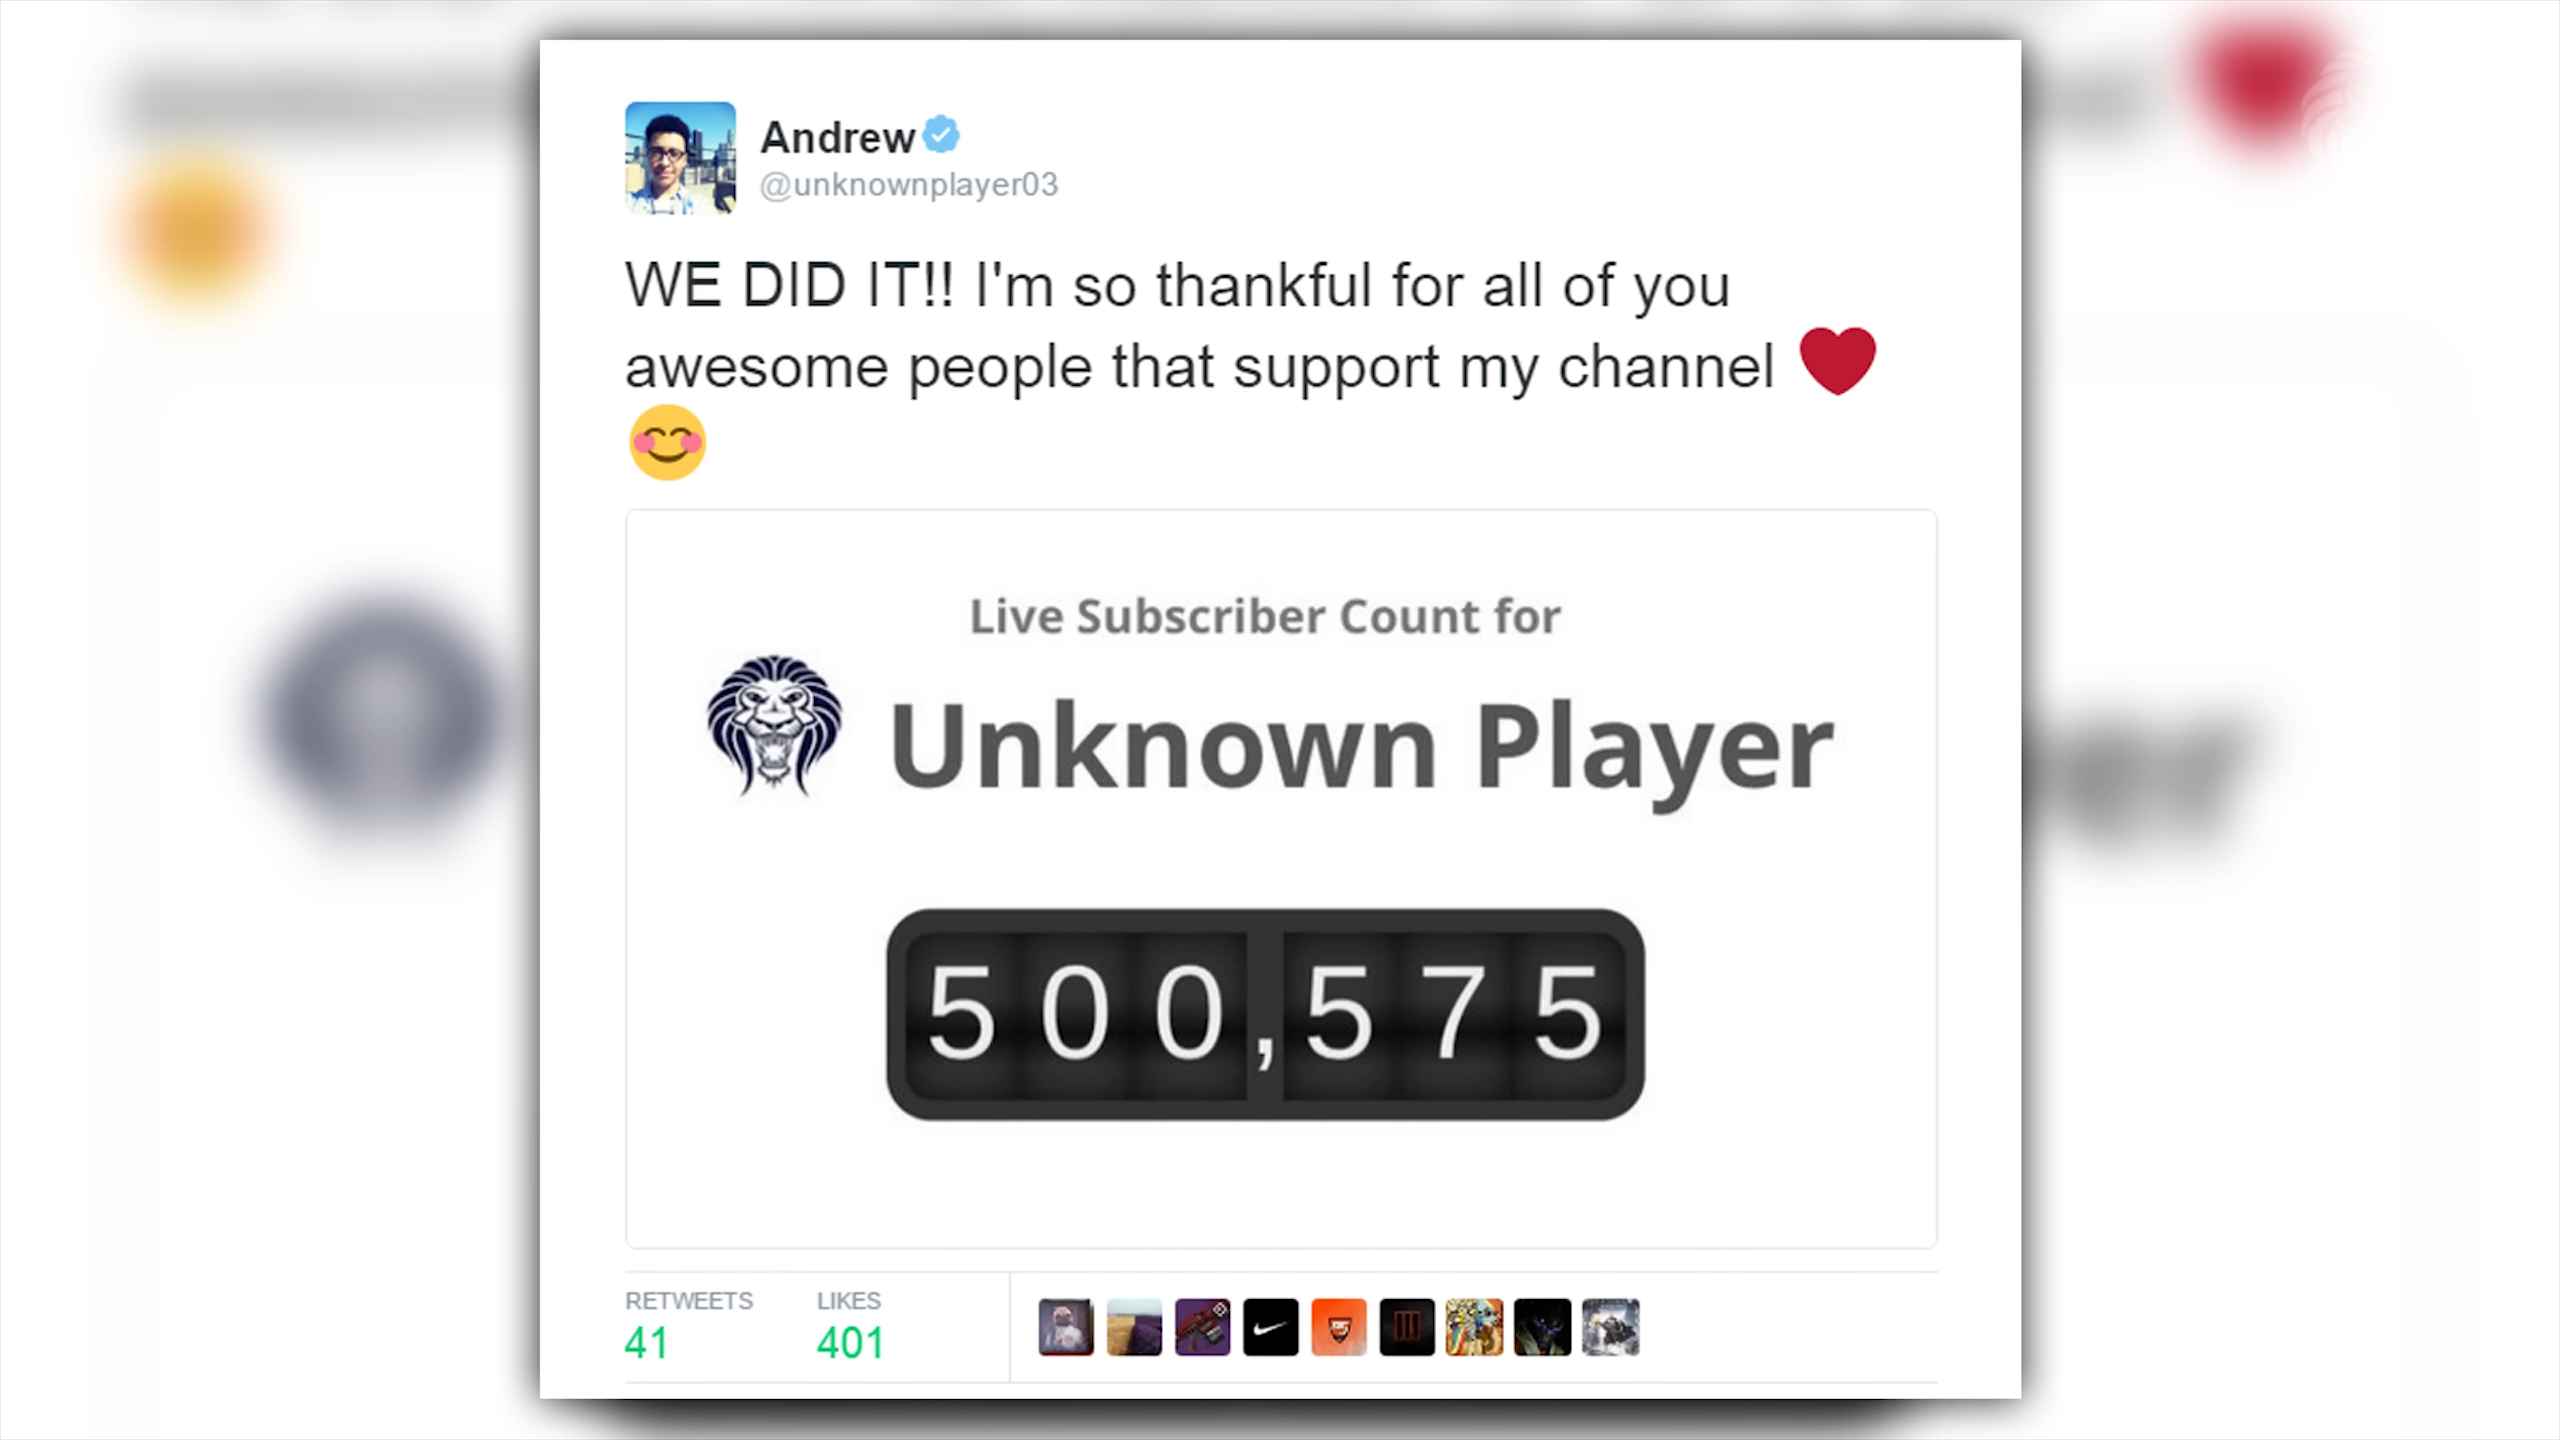 Andrew
@unknownplayer03
WE DID IT!! I'm so thankful for all of you
awesome people that support my channel ❤
😊
Live Subscriber Count for
Unknown Player
500,575
RETWEETS LIKES
41 401